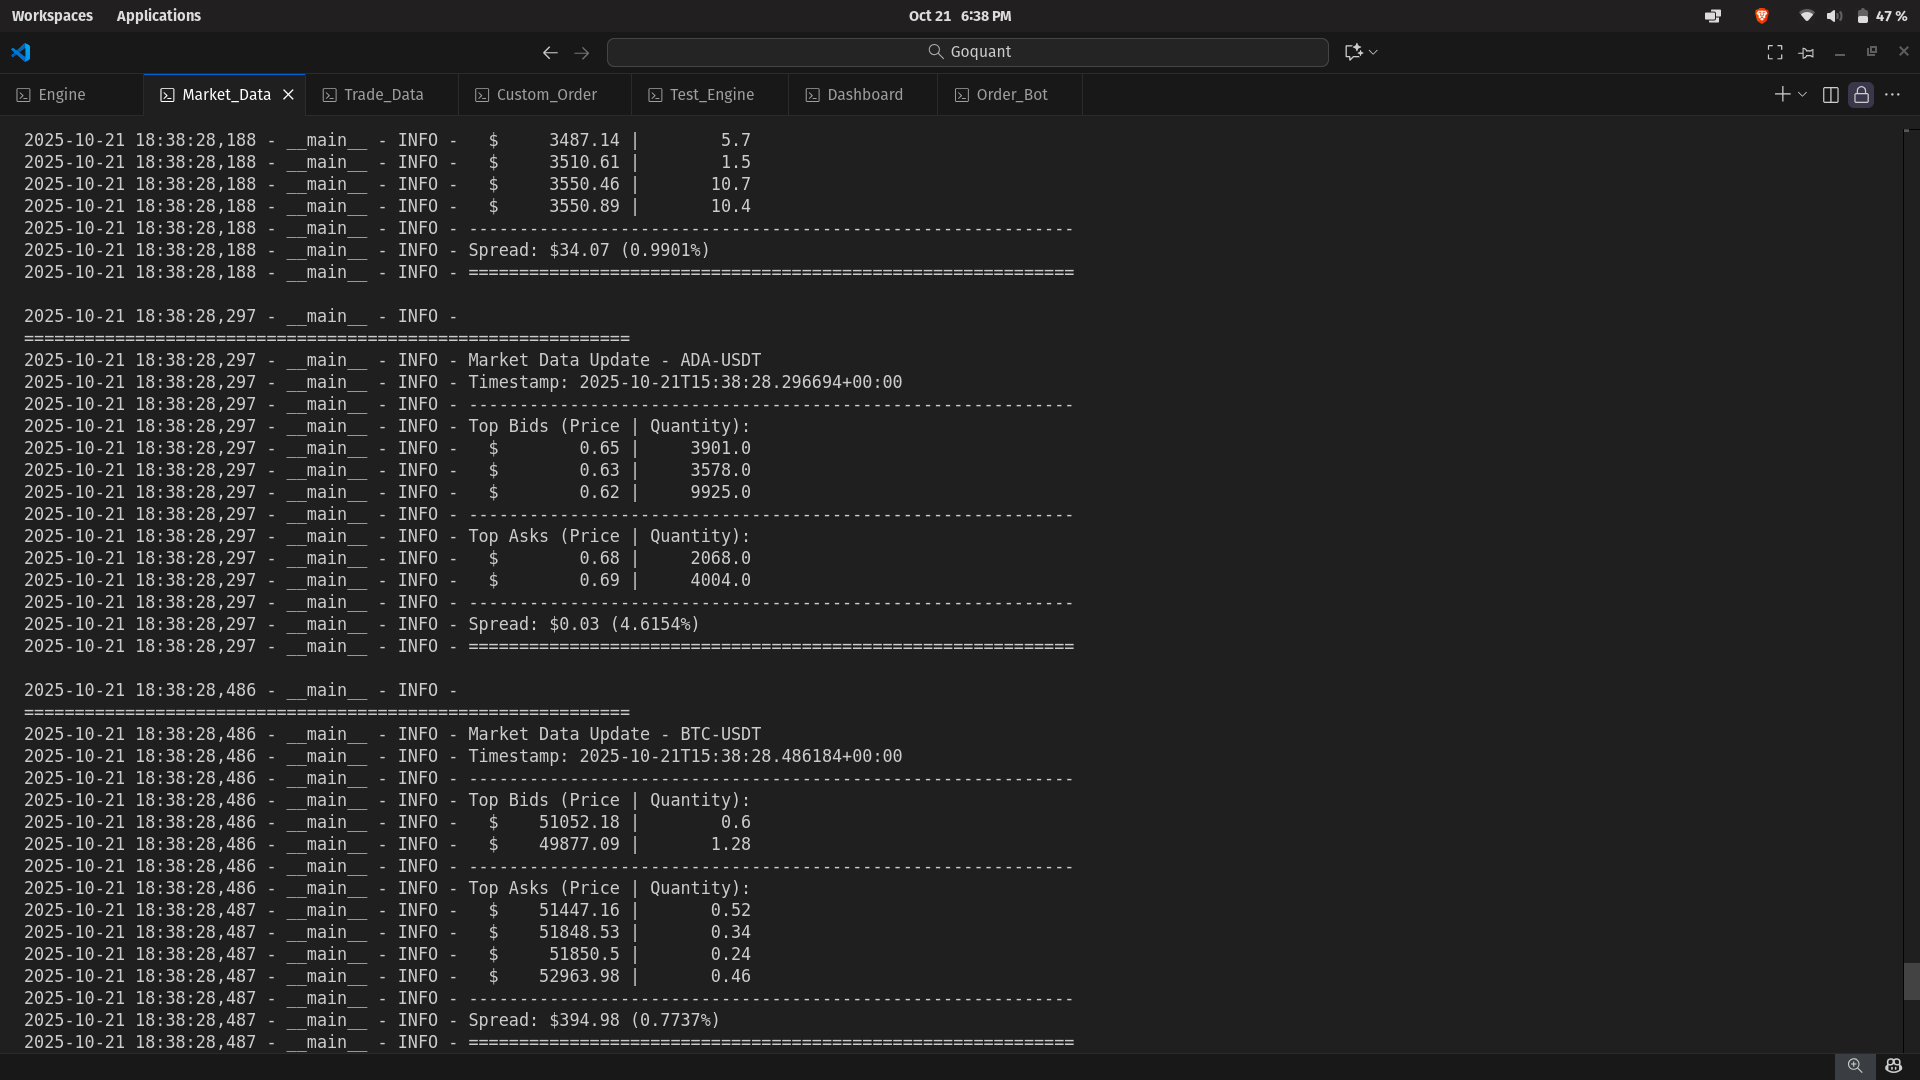 Workspaces Applications Oct 21 6:38 PM 47 %
Goquant
Engine Market_Data Trade_Data Custom_Order Test_Engine Dashboard Order_Bot
2025-10-21 18:38:28,188 - __main__ - INFO -   $     3487.14 |        5.7
2025-10-21 18:38:28,188 - __main__ - INFO -   $     3510.61 |        1.5
2025-10-21 18:38:28,188 - __main__ - INFO -   $     3550.46 |       10.7
2025-10-21 18:38:28,188 - __main__ - INFO -   $     3550.89 |       10.4
2025-10-21 18:38:28,188 - __main__ - INFO - ------------------------------------------------------------
2025-10-21 18:38:28,188 - __main__ - INFO - Spread: $34.07 (0.9901%)
2025-10-21 18:38:28,188 - __main__ - INFO - ============================================================
2025-10-21 18:38:28,297 - __main__ - INFO -
============================================================
2025-10-21 18:38:28,297 - __main__ - INFO - Market Data Update - ADA-USDT
2025-10-21 18:38:28,297 - __main__ - INFO - Timestamp: 2025-10-21T15:38:28.296694+00:00
2025-10-21 18:38:28,297 - __main__ - INFO - ------------------------------------------------------------
2025-10-21 18:38:28,297 - __main__ - INFO - Top Bids (Price | Quantity):
2025-10-21 18:38:28,297 - __main__ - INFO -   $        0.65 |     3901.0
2025-10-21 18:38:28,297 - __main__ - INFO -   $        0.63 |     3578.0
2025-10-21 18:38:28,297 - __main__ - INFO -   $        0.62 |     9925.0
2025-10-21 18:38:28,297 - __main__ - INFO - ------------------------------------------------------------
2025-10-21 18:38:28,297 - __main__ - INFO - Top Asks (Price | Quantity):
2025-10-21 18:38:28,297 - __main__ - INFO -   $        0.68 |     2068.0
2025-10-21 18:38:28,297 - __main__ - INFO -   $        0.69 |     4004.0
2025-10-21 18:38:28,297 - __main__ - INFO - ------------------------------------------------------------
2025-10-21 18:38:28,297 - __main__ - INFO - Spread: $0.03 (4.6154%)
2025-10-21 18:38:28,297 - __main__ - INFO - ============================================================
2025-10-21 18:38:28,486 - __main__ - INFO -
============================================================
2025-10-21 18:38:28,486 - __main__ - INFO - Market Data Update - BTC-USDT
2025-10-21 18:38:28,486 - __main__ - INFO - Timestamp: 2025-10-21T15:38:28.486184+00:00
2025-10-21 18:38:28,486 - __main__ - INFO - ------------------------------------------------------------
2025-10-21 18:38:28,486 - __main__ - INFO - Top Bids (Price | Quantity):
2025-10-21 18:38:28,486 - __main__ - INFO -   $    51052.18 |        0.6
2025-10-21 18:38:28,486 - __main__ - INFO -   $    49877.09 |       1.28
2025-10-21 18:38:28,486 - __main__ - INFO - ------------------------------------------------------------
2025-10-21 18:38:28,486 - __main__ - INFO - Top Asks (Price | Quantity):
2025-10-21 18:38:28,487 - __main__ - INFO -   $    51447.16 |       0.52
2025-10-21 18:38:28,487 - __main__ - INFO -   $    51848.53 |       0.34
2025-10-21 18:38:28,487 - __main__ - INFO -   $     51850.5 |       0.24
2025-10-21 18:38:28,487 - __main__ - INFO -   $    52963.98 |       0.46
2025-10-21 18:38:28,487 - __main__ - INFO - ------------------------------------------------------------
2025-10-21 18:38:28,487 - __main__ - INFO - Spread: $394.98 (0.7737%)
2025-10-21 18:38:28,487 - __main__ - INFO - ============================================================